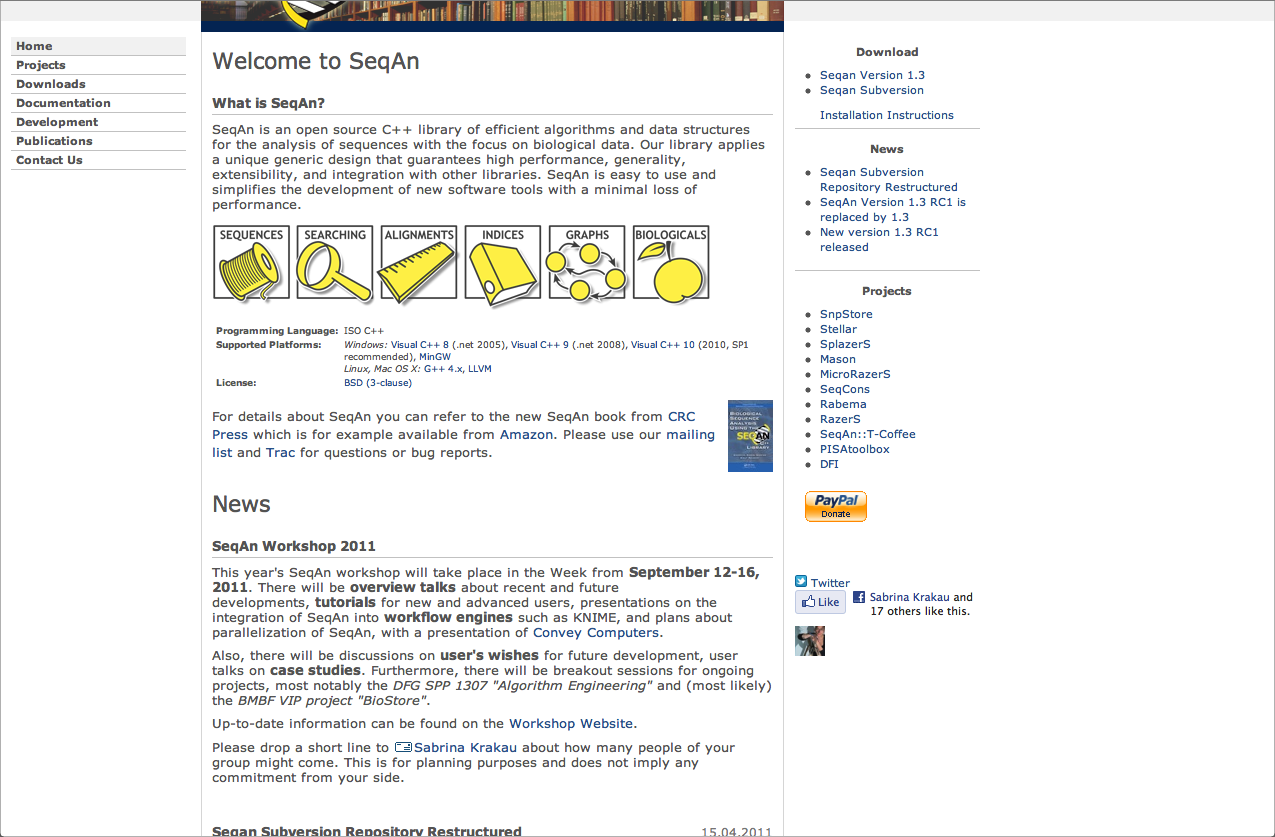 Home
Projects
Downloads
Documentation
Development
Publications
Contact Us
Welcome to SeqAn
What is SeqAn?
SeqAn is an open source C++ library of efficient algorithms and data structures
for the analysis of sequences with the focus on biological data. Our library applies
a unique generic design that guarantees high performance, generality,
extensibility, and integration with other libraries. SeqAn is easy to use and
simplifies the development of new software tools with a minimal loss of
performance.
SEQUENCES SEARCHING ALIGNMENTS INDICES GRAPHS BIOLOGICALS
Programming Language: ISO C++
Supported Platforms: Windows: Visual C++ 8 (.net 2005), Visual C++ 9 (.net 2008), Visual C++ 10 (2010, SP1
recommended), MinGW
Linux, Mac OS X: G++ 4.x, LLVM
License: BSD (3-clause)
For details about SeqAn you can refer to the new SeqAn book from CRC
Press which is for example available from Amazon. Please use our mailing
list and Trac for questions or bug reports.
BIOLOGICAL
SEQUENCE
ANALYSIS
USING THE
SEQAN
C++
LIBRARY
News
SeqAn Workshop 2011
This year's SeqAn workshop will take place in the Week from September 12-16,
2011. There will be overview talks about recent and future
developments, tutorials for new and advanced users, presentations on the
integration of SeqAn into workflow engines such as KNIME, and plans about
parallelization of SeqAn, with a presentation of Convey Computers.
Also, there will be discussions on user's wishes for future development, user
talks on case studies. Furthermore, there will be breakout sessions for ongoing
projects, most notably the DFG SPP 1307 "Algorithm Engineering" and (most likely)
the BMBF VIP project "BioStore".
Up-to-date information can be found on the Workshop Website.
Please drop a short line to Sabrina Krakau about how many people of your
group might come. This is for planning purposes and does not imply any
commitment from your side.
Seqan Subversion Repository Restructured 15.04.2011
Download
Seqan Version 1.3
Seqan Subversion
Installation Instructions
News
Seqan Subversion
Repository Restructured
SeqAn Version 1.3 RC1 is
replaced by 1.3
New version 1.3 RC1
released
Projects
SnpStore
Stellar
SplazerS
Mason
MicroRazerS
SeqCons
Rabema
RazerS
SeqAn::T-Coffee
PISAtoolbox
DFI
PayPal
Donate
Twitter
Like Sabrina Krakau and
17 others like this.